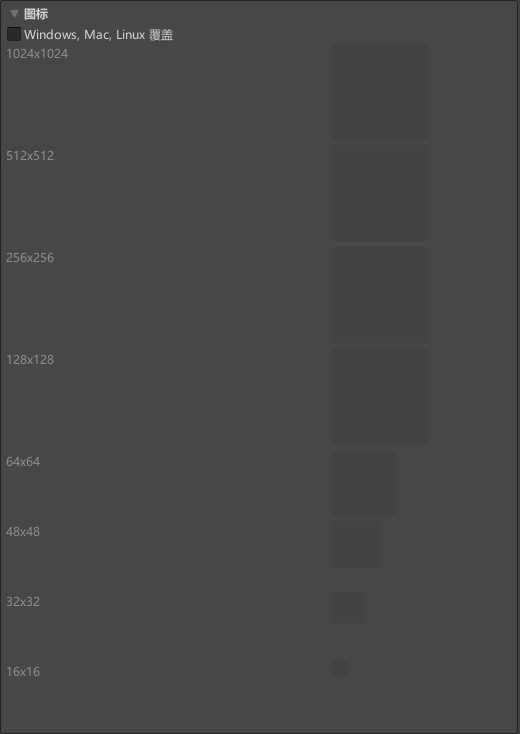 图标
Windows, Mac, Linux 覆盖
1024x1024
512x512
256x256
128x128
64x64
48x48
32x32
16x16